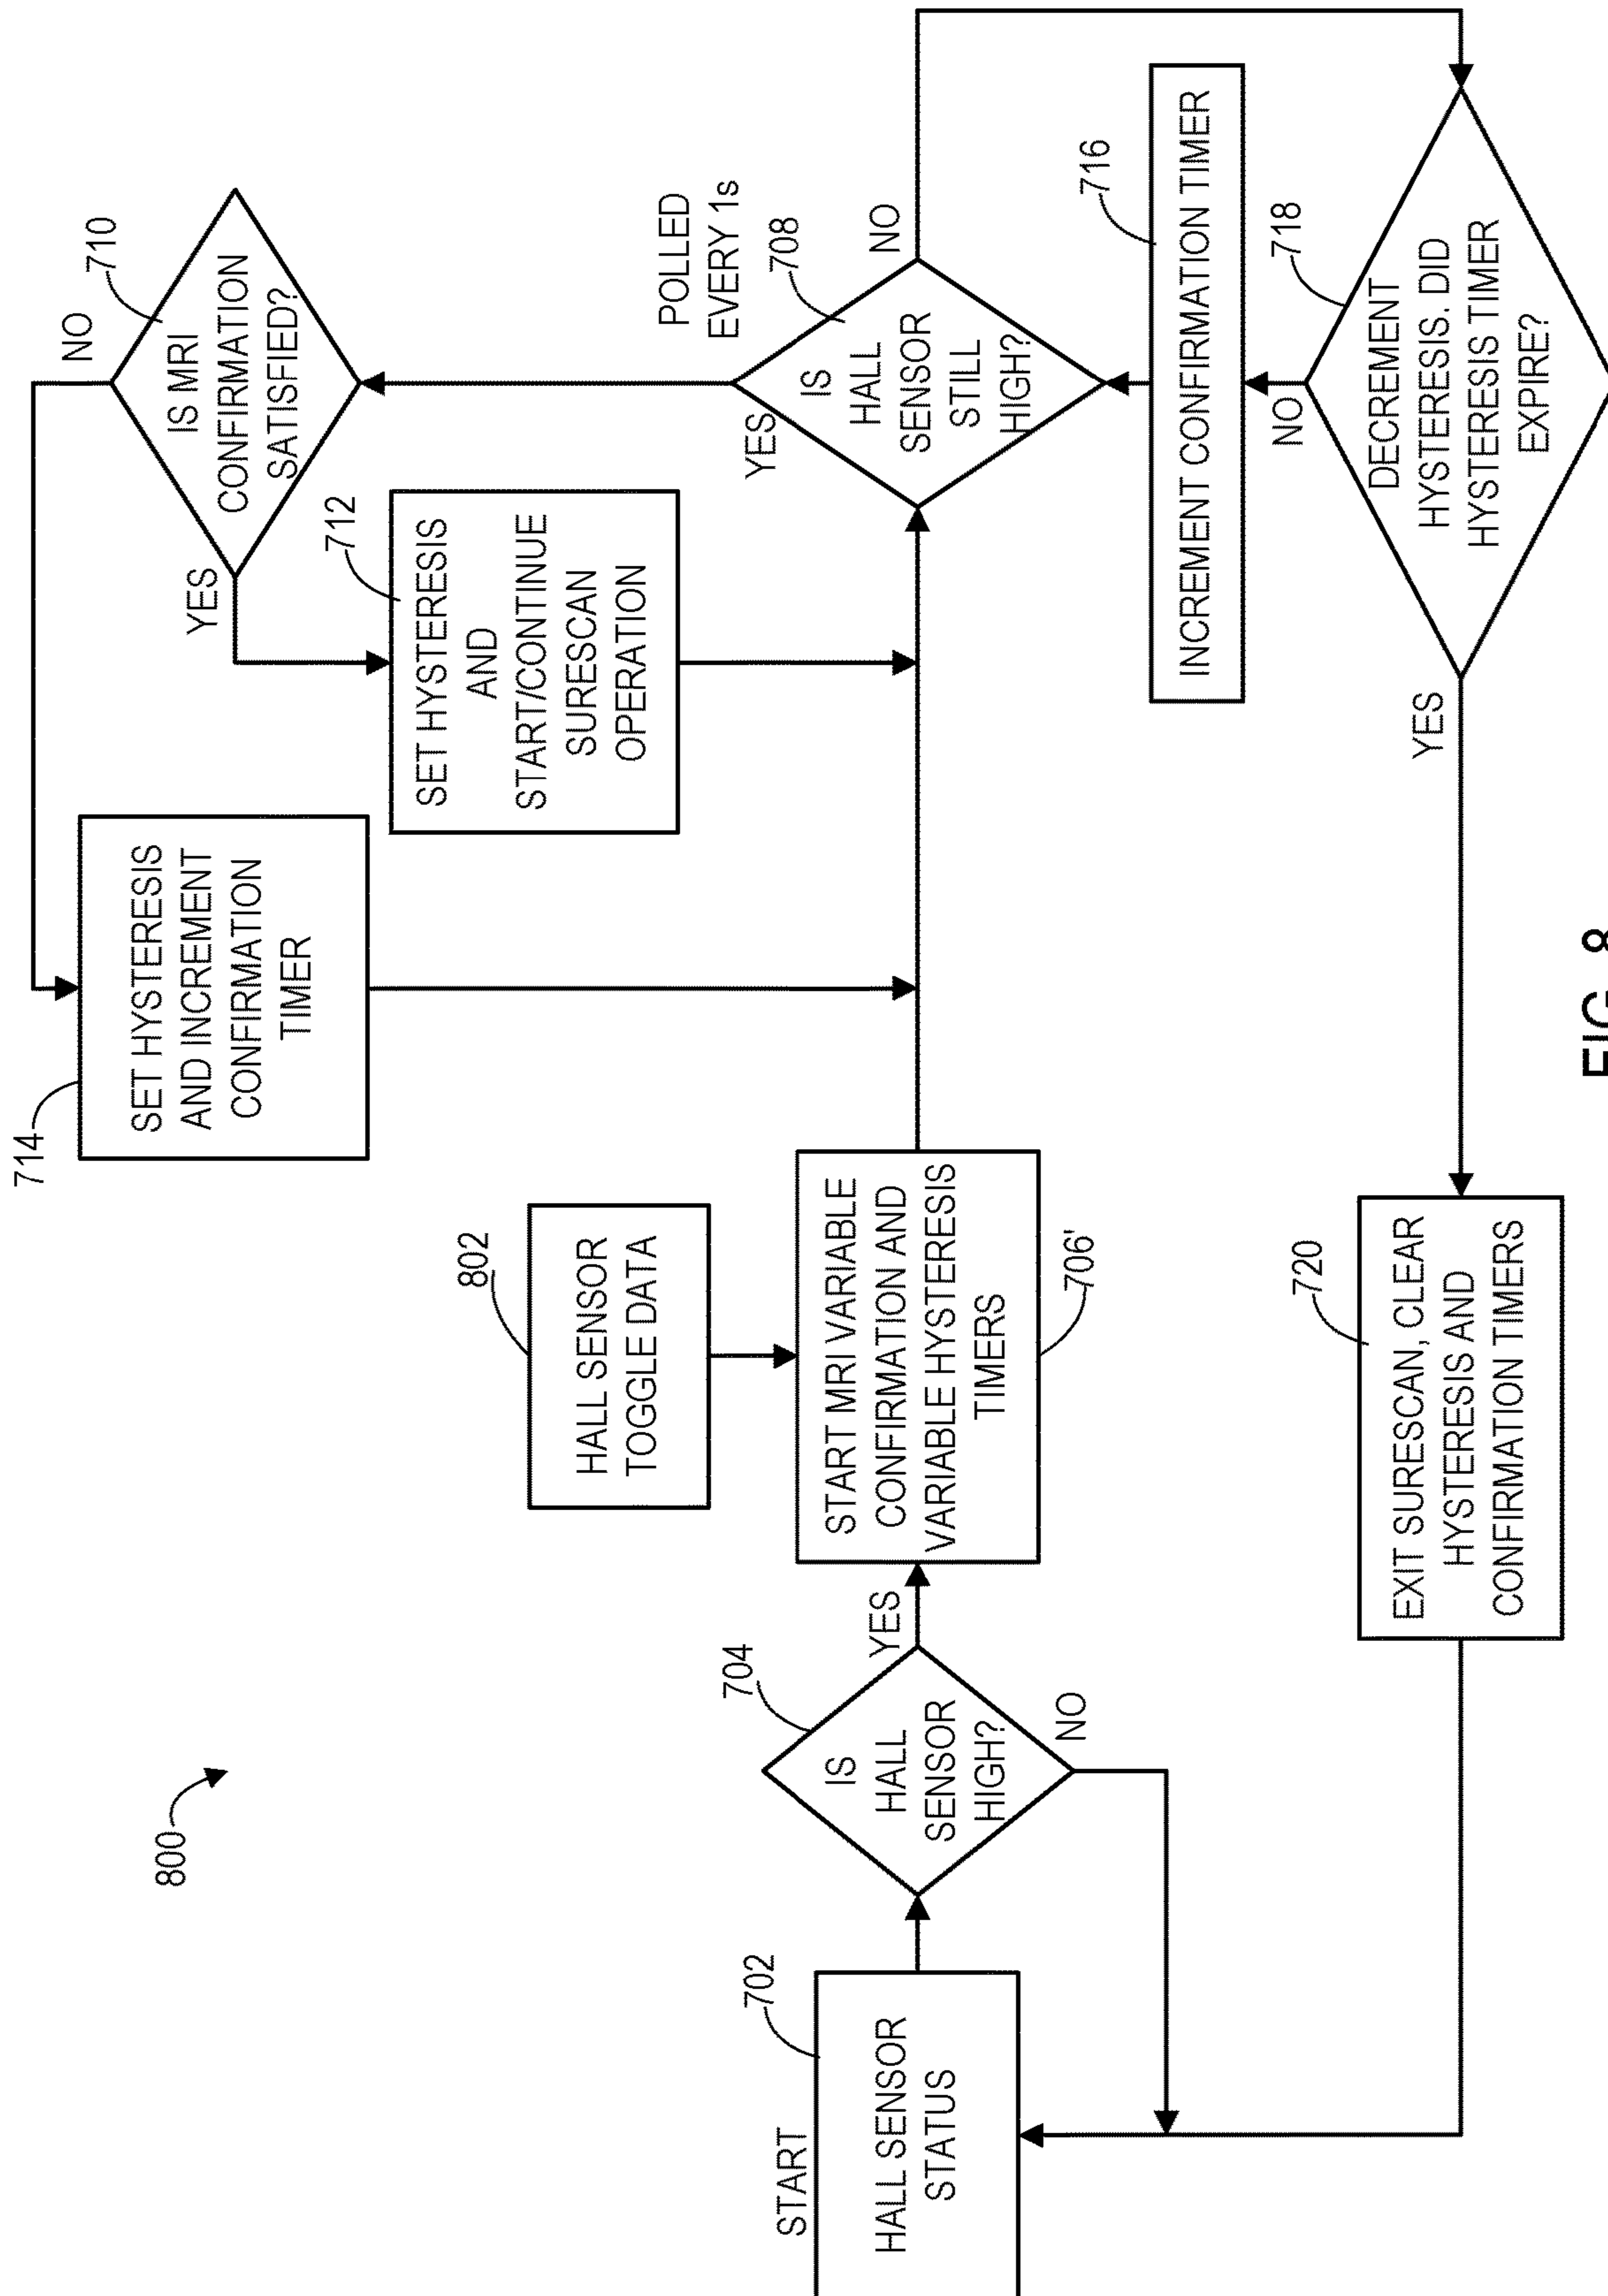 800
START
702
HALL SENSOR
STATUS
704
IS
HALL
SENSOR
HIGH?
YES
NO
802
HALL SENSOR
TOGGLE DATA
START MRI VARIABLE
CONFIRMATION AND
VARIABLE HYSTERESIS
TIMERS
706'
714
SET HYSTERESIS
AND INCREMENT
CONFIRMATION
TIMER
712
SET HYSTERESIS
AND
START/CONTINUE
SURESCAN
OPERATION
710
IS MRI
CONFIRMATION
SATISFIED?
NO
YES
POLLED
EVERY 1s
708
IS
HALL
SENSOR
STILL
HIGH?
YES
NO
716
INCREMENT CONFIRMATION TIMER
718
DECREMENT
HYSTERESIS. DID
HYSTERESIS TIMER
EXPIRE?
NO
YES
720
EXIT SURESCAN, CLEAR
HYSTERESIS AND
CONFIRMATION TIMERS
FIG. 8